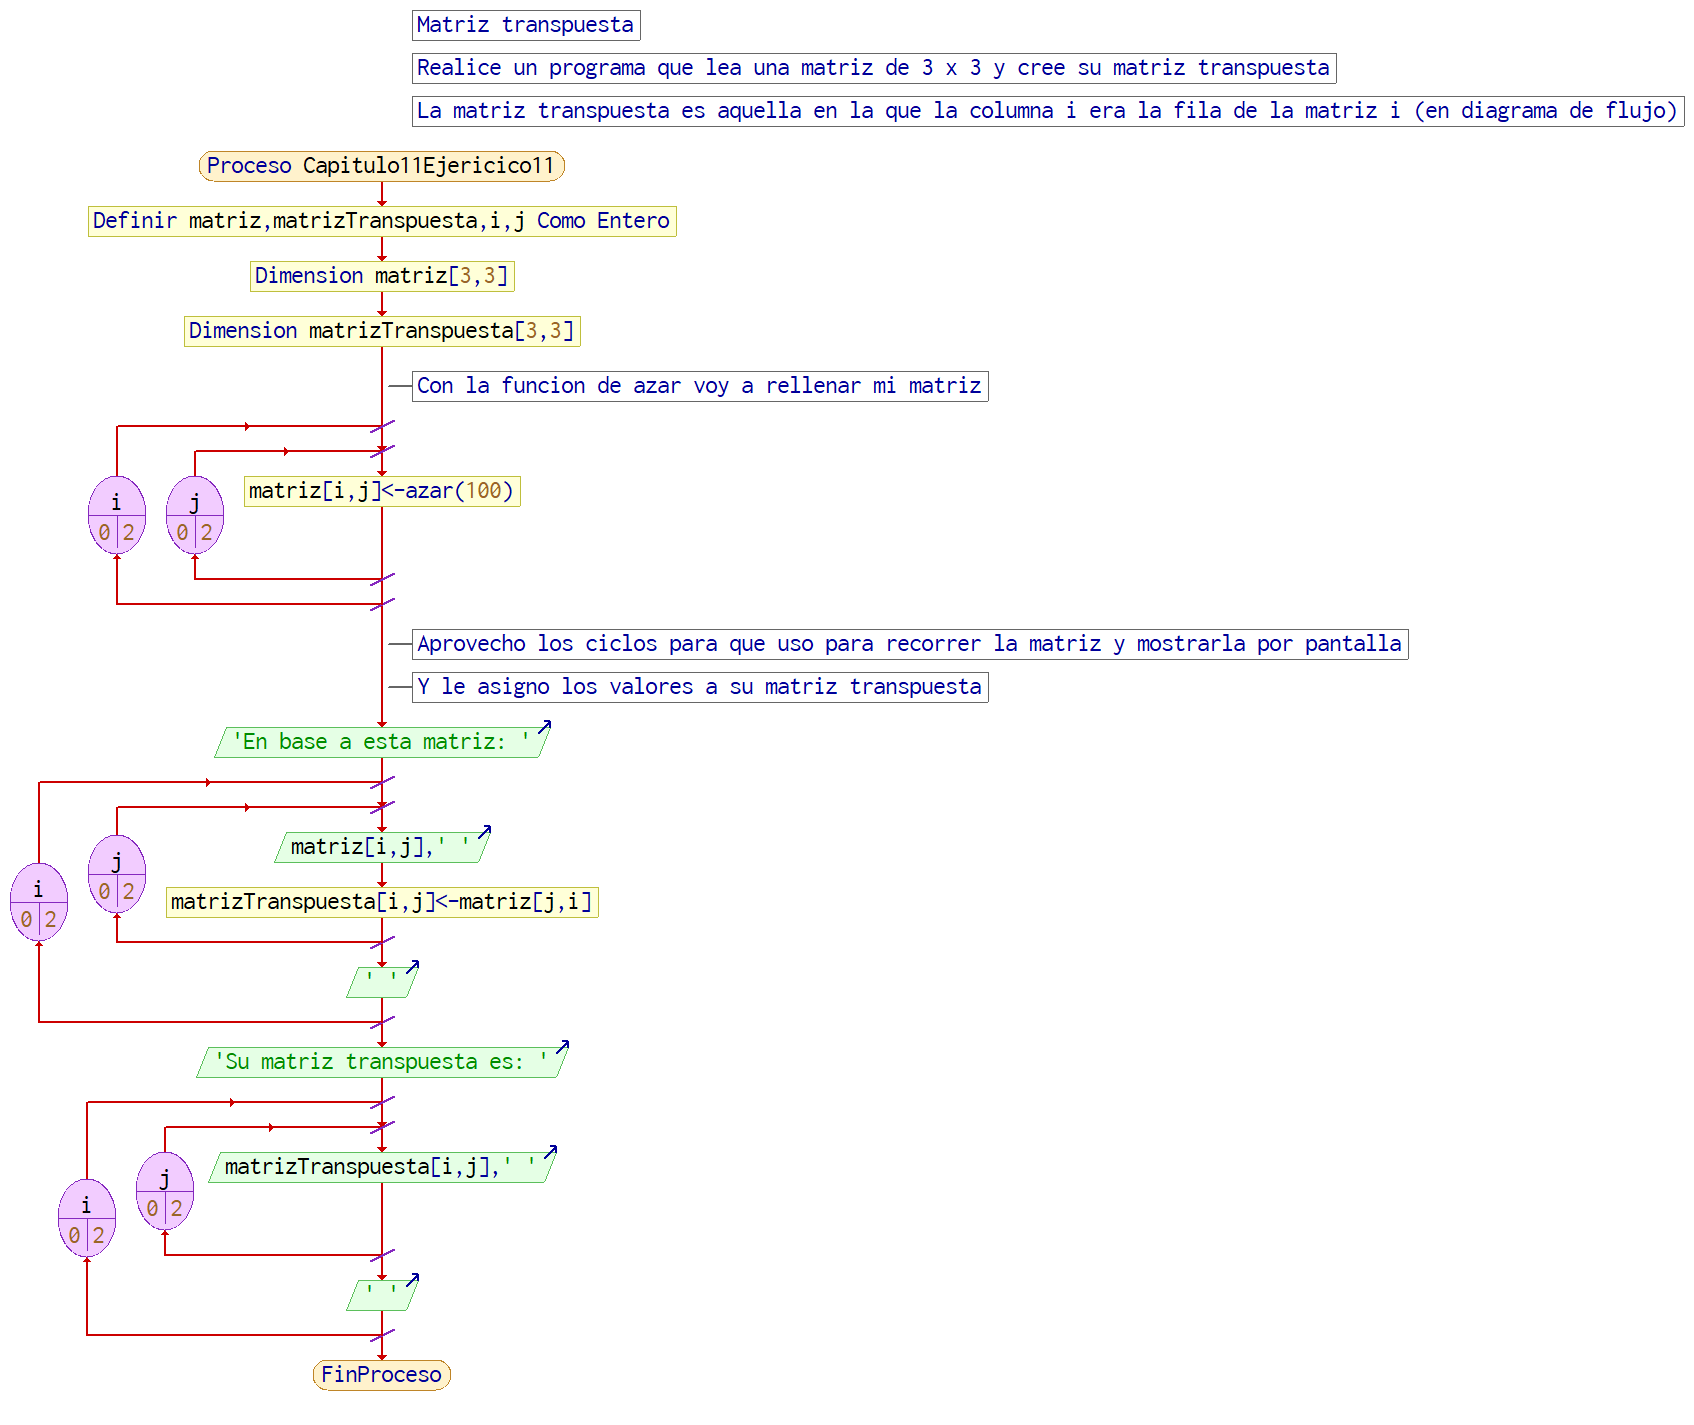 Matriz transpuesta
Realice un programa que lea una matriz de 3 x 3 y cree su matriz transpuesta
La matriz transpuesta es aquella en la que la columna i era la fila de la matriz i (en diagrama de flujo)
Proceso Capitulo11Ejericico11
Definir matriz,matrizTranspuesta,i,j Como Entero
Dimension matriz[3,3]
Dimension matrizTranspuesta[3,3]
Con la funcion de azar voy a rellenar mi matriz
i
0 2
j
0 2
matriz[i,j]<-azar(100)
Aprovecho los ciclos para que uso para recorrer la matriz y mostrarla por pantalla
Y le asigno los valores a su matriz transpuesta
'En base a esta matriz: '
i
0 2
j
0 2
matriz[i,j],' '
matrizTranspuesta[i,j]<-matriz[j,i]
' '
'Su matriz transpuesta es: '
i
0 2
j
0 2
matrizTranspuesta[i,j],' '
' '
FinProceso